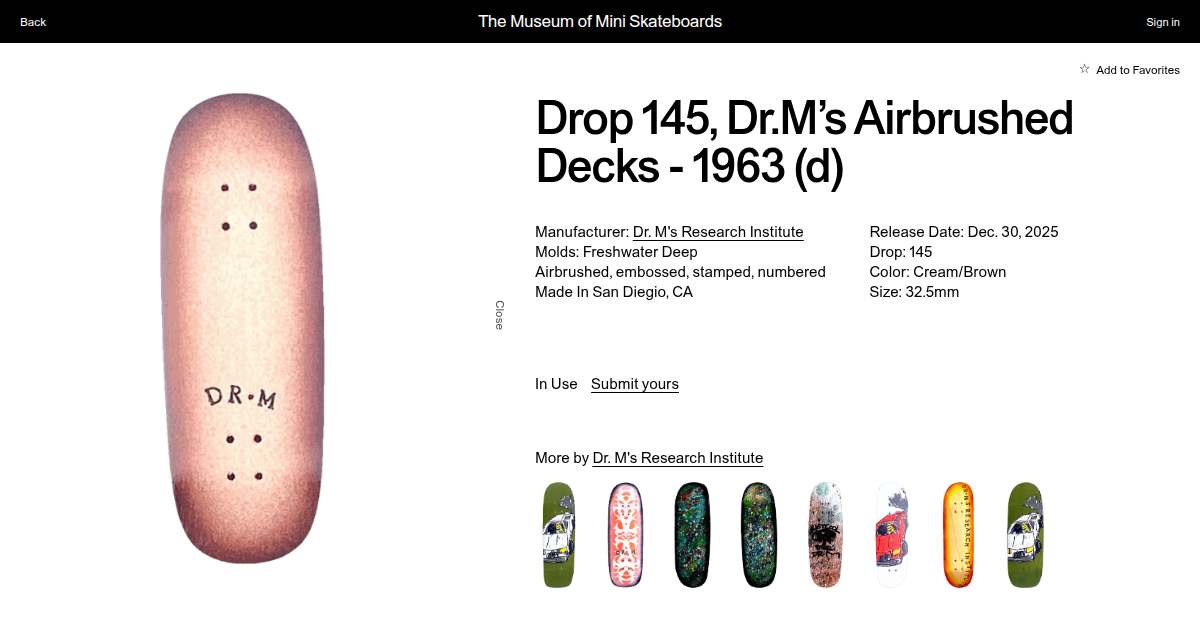 Back
The Museum of Mini Skateboards
Sign in
☆ Add to Favorites
Drop 145, Dr.M’s Airbrushed
Decks - 1963 (d)
Manufacturer: Dr. M's Research Institute
Molds: Freshwater Deep
Airbrushed, embossed, stamped, numbered
Made In San Diegio, CA
Release Date: Dec. 30, 2025
Drop: 145
Color: Cream/Brown
Size: 32.5mm
Close
DR•M
In Use Submit yours
More by Dr. M's Research Institute